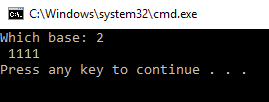 C:\Windows\system32\cmd.exe
Which base: 2
1111
Press any key to continue . . .